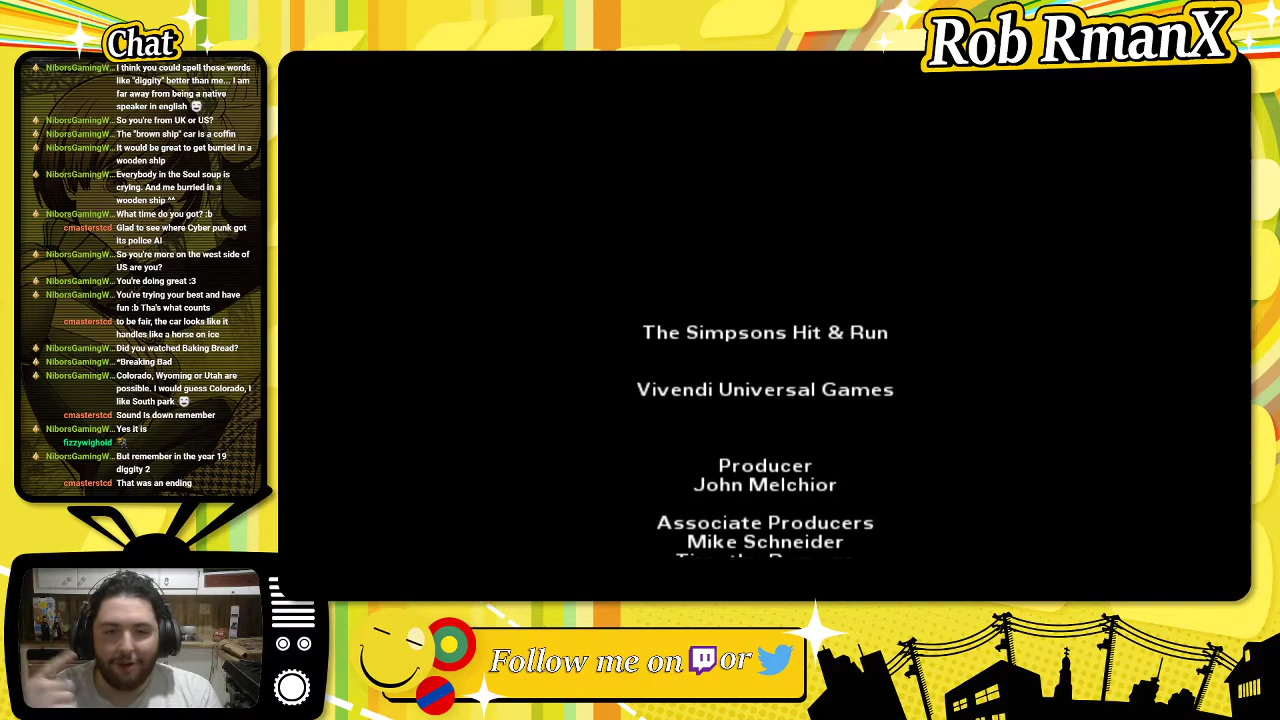 Chat
Rob RmanX
NiborsGamingW... I think you could spell those words
like "diggity" better than me... I am
far away from being a native
speaker in english
NiborsGamingW... So you're from UK or US?
NiborsGamingW... The "brown ship" car is a coffin
NiborsGamingW... It would be great to get burried in a
wooden ship
NiborsGamingW... Everybody in the Soul soup is
crying. And me burried in a
wooden ship ^^
NiborsGamingW... What time do you got? :b
cmasterstcd Glad to see where Cyber punk got
its police AI
NiborsGamingW... So you're more on the west side of
US are you?
NiborsGamingW... You're doing great :3
NiborsGamingW... You're trying your best and have
fun :b Tha's what counts
cmasterstcd to be fair, the car looks like it
handles like a horse on ice
NiborsGamingW... Did you watched Baking Bread?
NiborsGamingW... *Breaking Bad
NiborsGamingW... Colorado, Wyoming or Utah are
possible. I would guess Colorado, I
like South park
cmasterstcd Sound is down remember
NiborsGamingW... Yes it is
fizzywighoid
NiborsGamingW... But remember in the year 19
diggity 2
cmasterstcd That was an ending
The Simpsons Hit & Run
Vivendi Universal Games
Producer
John Melchior
Associate Producers
Mike Schneider
Follow me on or